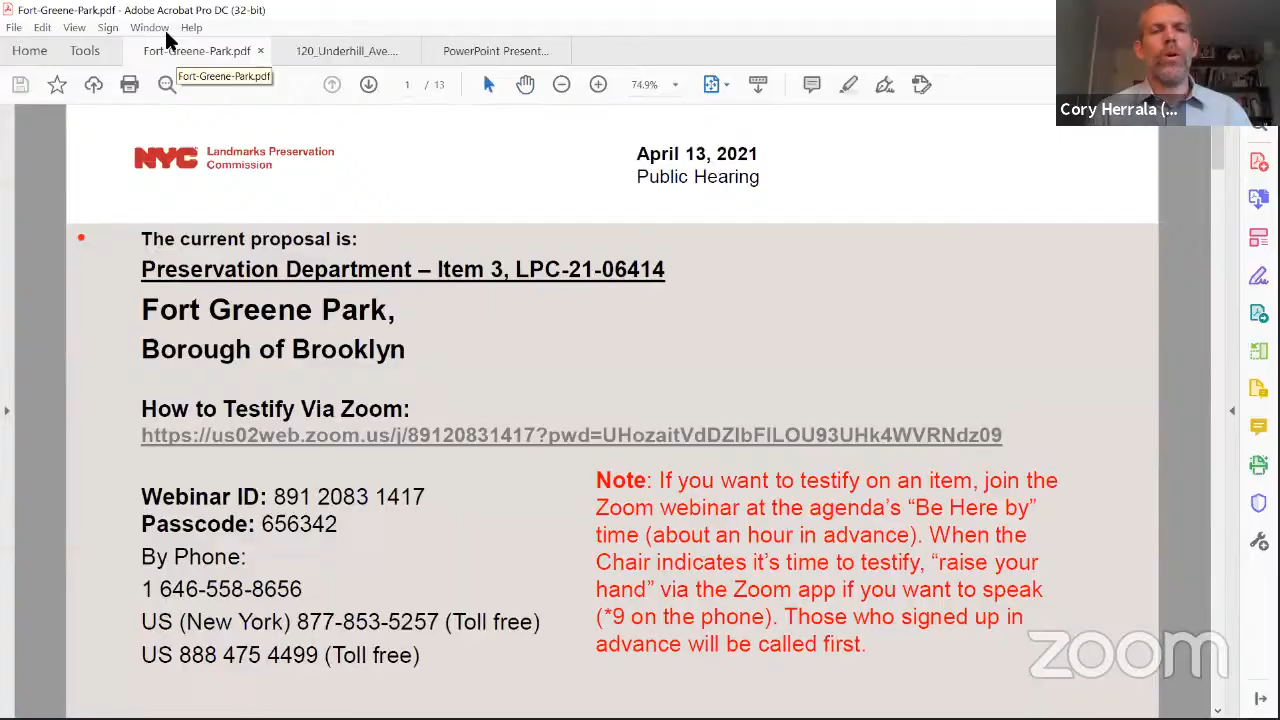 Fort-Greene-Park.pdf - Adobe Acrobat Pro DC (32-bit)
File Edit View Sign Window Help
Home Tools Fort-Greene-Park.pdf × 120_Underhill_Ave.... PowerPoint Present...
Fort-Greene-Park.pdf
1 / 13 74.9%
Cory Herrala (...
NYC Landmarks Preservation
Commission
April 13, 2021
Public Hearing
The current proposal is:
Preservation Department – Item 3, LPC-21-06414
Fort Greene Park,
Borough of Brooklyn
How to Testify Via Zoom:
https://us02web.zoom.us/j/89120831417?pwd=UHozaitVdDZIbFlLOU93UHk4WVRNdz09
Webinar ID: 891 2083 1417
Passcode: 656342
By Phone:
1 646-558-8656
US (New York) 877-853-5257 (Toll free)
US 888 475 4499 (Toll free)
Note: If you want to testify on an item, join the
Zoom webinar at the agenda’s “Be Here by”
time (about an hour in advance). When the
Chair indicates it’s time to testify, “raise your
hand” via the Zoom app if you want to speak
(*9 on the phone). Those who signed up in
advance will be called first.
zoom